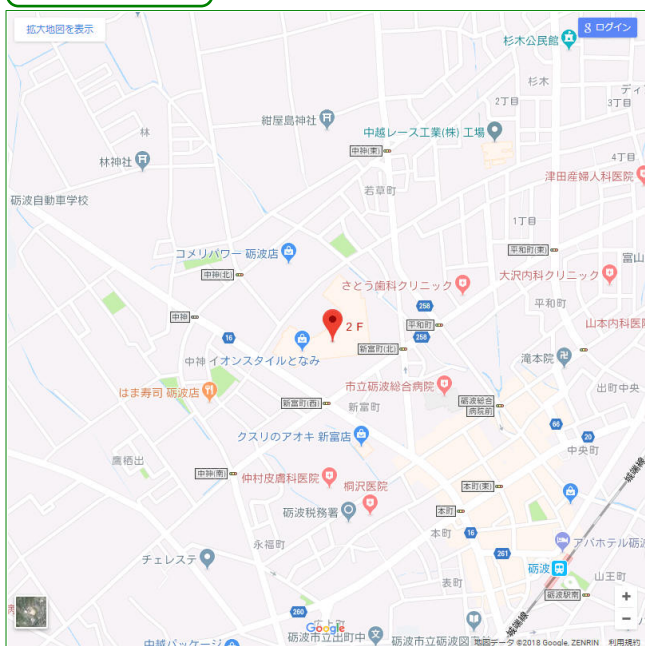 拡大地図を表示
g ログイン
杉木公民館
杉木
2丁目
ディ
3丁目
紺屋島神社
中越レース工業(株) 工場
林
中神(東)
4丁目
林神社
津田産婦人科医院
若草町
砺波自動車学校
1丁目
コメリパワー 砺波店
平和町(東)
富山
中神(北)
さとう歯科クリニック
大沢内科クリニック
258
平和町
中神
2 F
平和町
山本内科医院
16
258
新富町(北)
中神
イオンスタイルとなみ
滝本院
はま寿司 砺波店
市立砺波総合病院
出町中央
新富町(西)
新富町
砺波総合
病院前
66
クスリのアオキ 新富店
20
中央町
鷹栖出
中神(南)
仲村皮膚科医院
桐沢医院
城端線
本町(東)
砺波税務署
本町
16
本町
永福町
アパホテル砺波
チェレステ
261
砺波
表町
山王町
砺波駅南
260
広上町
Google
城端線
砺波市立出町中
砺波市立砺波図
中越パッケージ
地図データ ©2018 Google, ZENRIN
利用規約